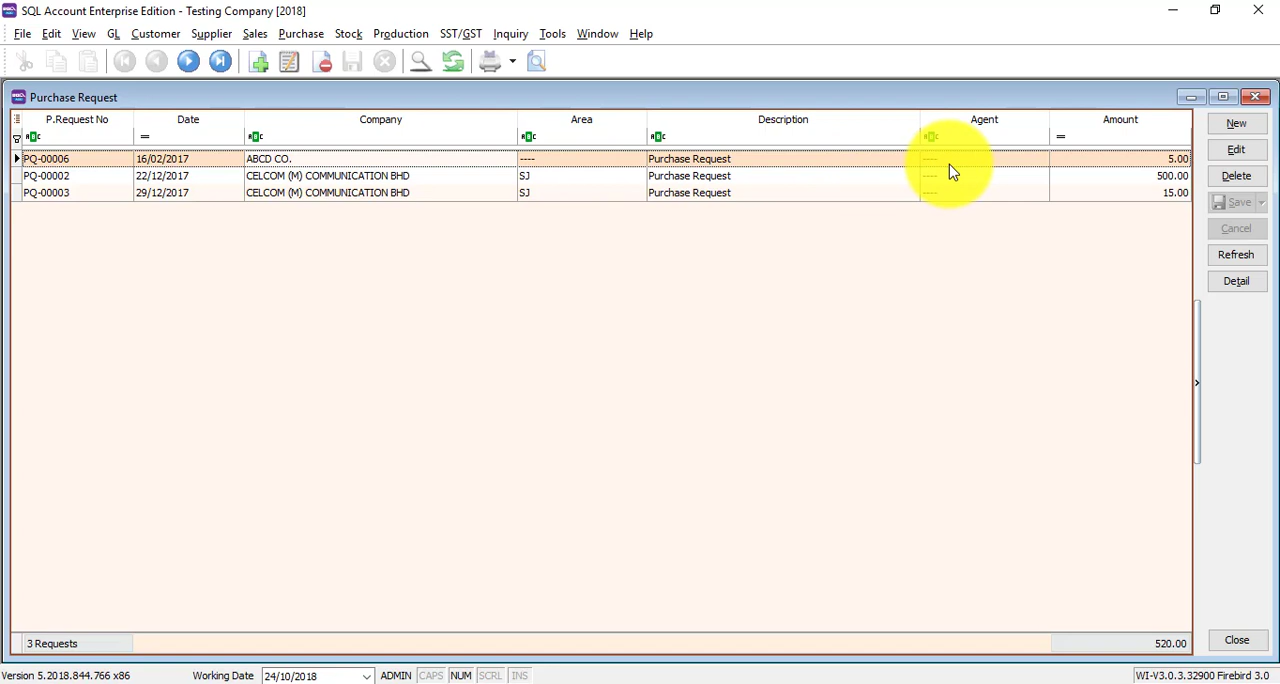 SQL Account Enterprise Edition - Testing Company [2018]
File Edit View GL Customer Supplier Sales Purchase Stock Production SST/GST Inquiry Tools Window Help
Purchase Request
P.Request No Date Company Area Description Agent Amount
ABC = ABC ABC ABC ABC =
PQ-00006 16/02/2017 ABCD CO. ---- Purchase Request ---- 5.00
PQ-00002 22/12/2017 CELCOM (M) COMMUNICATION BHD SJ Purchase Request ---- 500.00
PQ-00003 29/12/2017 CELCOM (M) COMMUNICATION BHD SJ Purchase Request ---- 15.00
New
Edit
Delete
Save
Cancel
Refresh
Detail
3 Requests 520.00
Close
Version 5.2018.844.766 x86 Working Date 24/10/2018 ADMIN CAPS NUM SCRL INS WI-V3.0.3.32900 Firebird 3.0